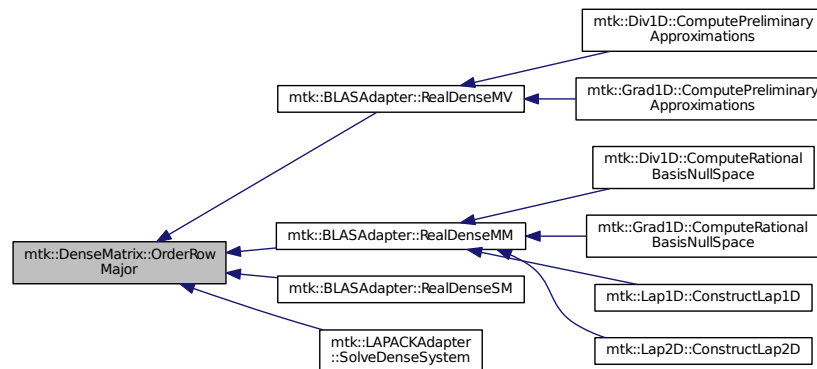 mtk::Div1D::ComputePreliminary
Approximations
mtk::BLASAdapter::RealDenseMV
mtk::Grad1D::ComputePreliminary
Approximations
mtk::Div1D::ComputeRational
BasisNullSpace
mtk::DenseMatrix::OrderRow
Major
mtk::BLASAdapter::RealDenseMM
mtk::Grad1D::ComputeRational
BasisNullSpace
mtk::BLASAdapter::RealDenseSM
mtk::Lap1D::ConstructLap1D
mtk::LAPACKAdapter
::SolveDenseSystem
mtk::Lap2D::ConstructLap2D